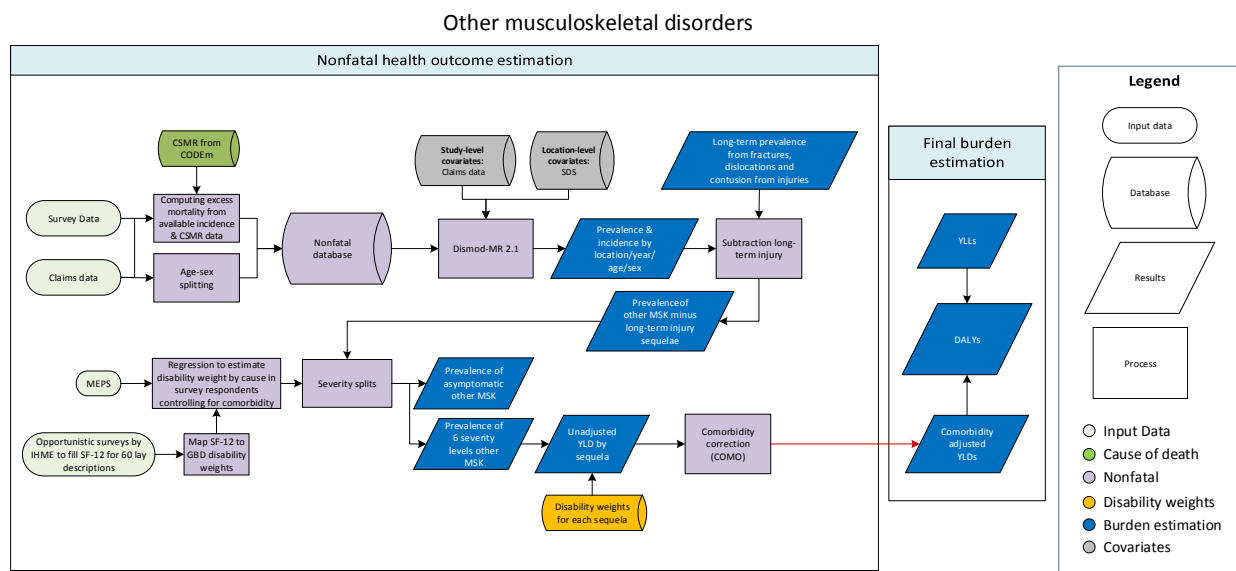 Other musculoskeletal disorders
Nonfatal health outcome estimation
CSMR from
CODEm
Study-level
covariates:
Claims data
Location-level
covariates:
SDS
Long-term prevalence
from fractures,
dislocations and
contusion from injuries
Survey Data
Computing excess
mortality from
available incidence
& CSMR data
Claims data
Age-sex
splitting
Nonfatal
database
Dismod-MR 2.1
Prevalence &
incidence by
location/year/
age/sex
Subtraction long-
term injury
Prevalence of
other MSK minus
long-term injury
sequelae
MEPS
Regression to estimate
disability weight by cause in
survey respondents
controlling for comorbidity
Severity splits
Prevalence of
asymptomatic
other MSK
Opportunistic surveys by
IHME to fill SF-12 for 60 lay
descriptions
Map SF-12 to
GBD disability
weights
Prevalence of
6 severity
levels other
MSK
Unadjusted
YLD by
sequela
Comorbidity
correction
(COMO)
Disability weights
for each sequela
Final burden
estimation
YLLs
DALYs
Comorbidity
adjusted
YLDs
Legend
Input data
Database
Results
Process
Input Data
Cause of death
Nonfatal
Disability weights
Burden estimation
Covariates